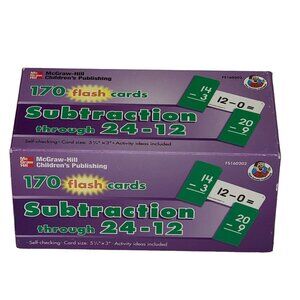 McGraw-Hill
Children's Publishing
FS160202
170 flash cards
Subtraction
through 24-12
Self-checking • Card size: 5½" x 3" • Activity ideas included
14
- 3
12-0=
20
- 9
McGraw-Hill
Children's Publishing
FS160202
170 flash cards
Subtraction
through 24-12
Self-checking • Card size: 5½" x 3" • Activity ideas included
14
- 3
12-0=
20
- 9